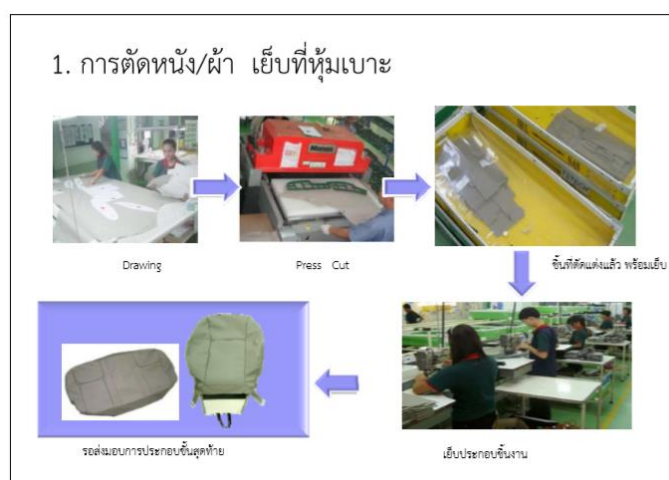 1. การตัดหนัง/ผ้า เย็บที่หุ้มเบาะ
Drawing
Press Cut
ชิ้นที่ตัดแต่งแล้ว พร้อมเย็บ
รอส่งมอบการประกอบขั้นสุดท้าย
เย็บประกอบชิ้นงาน